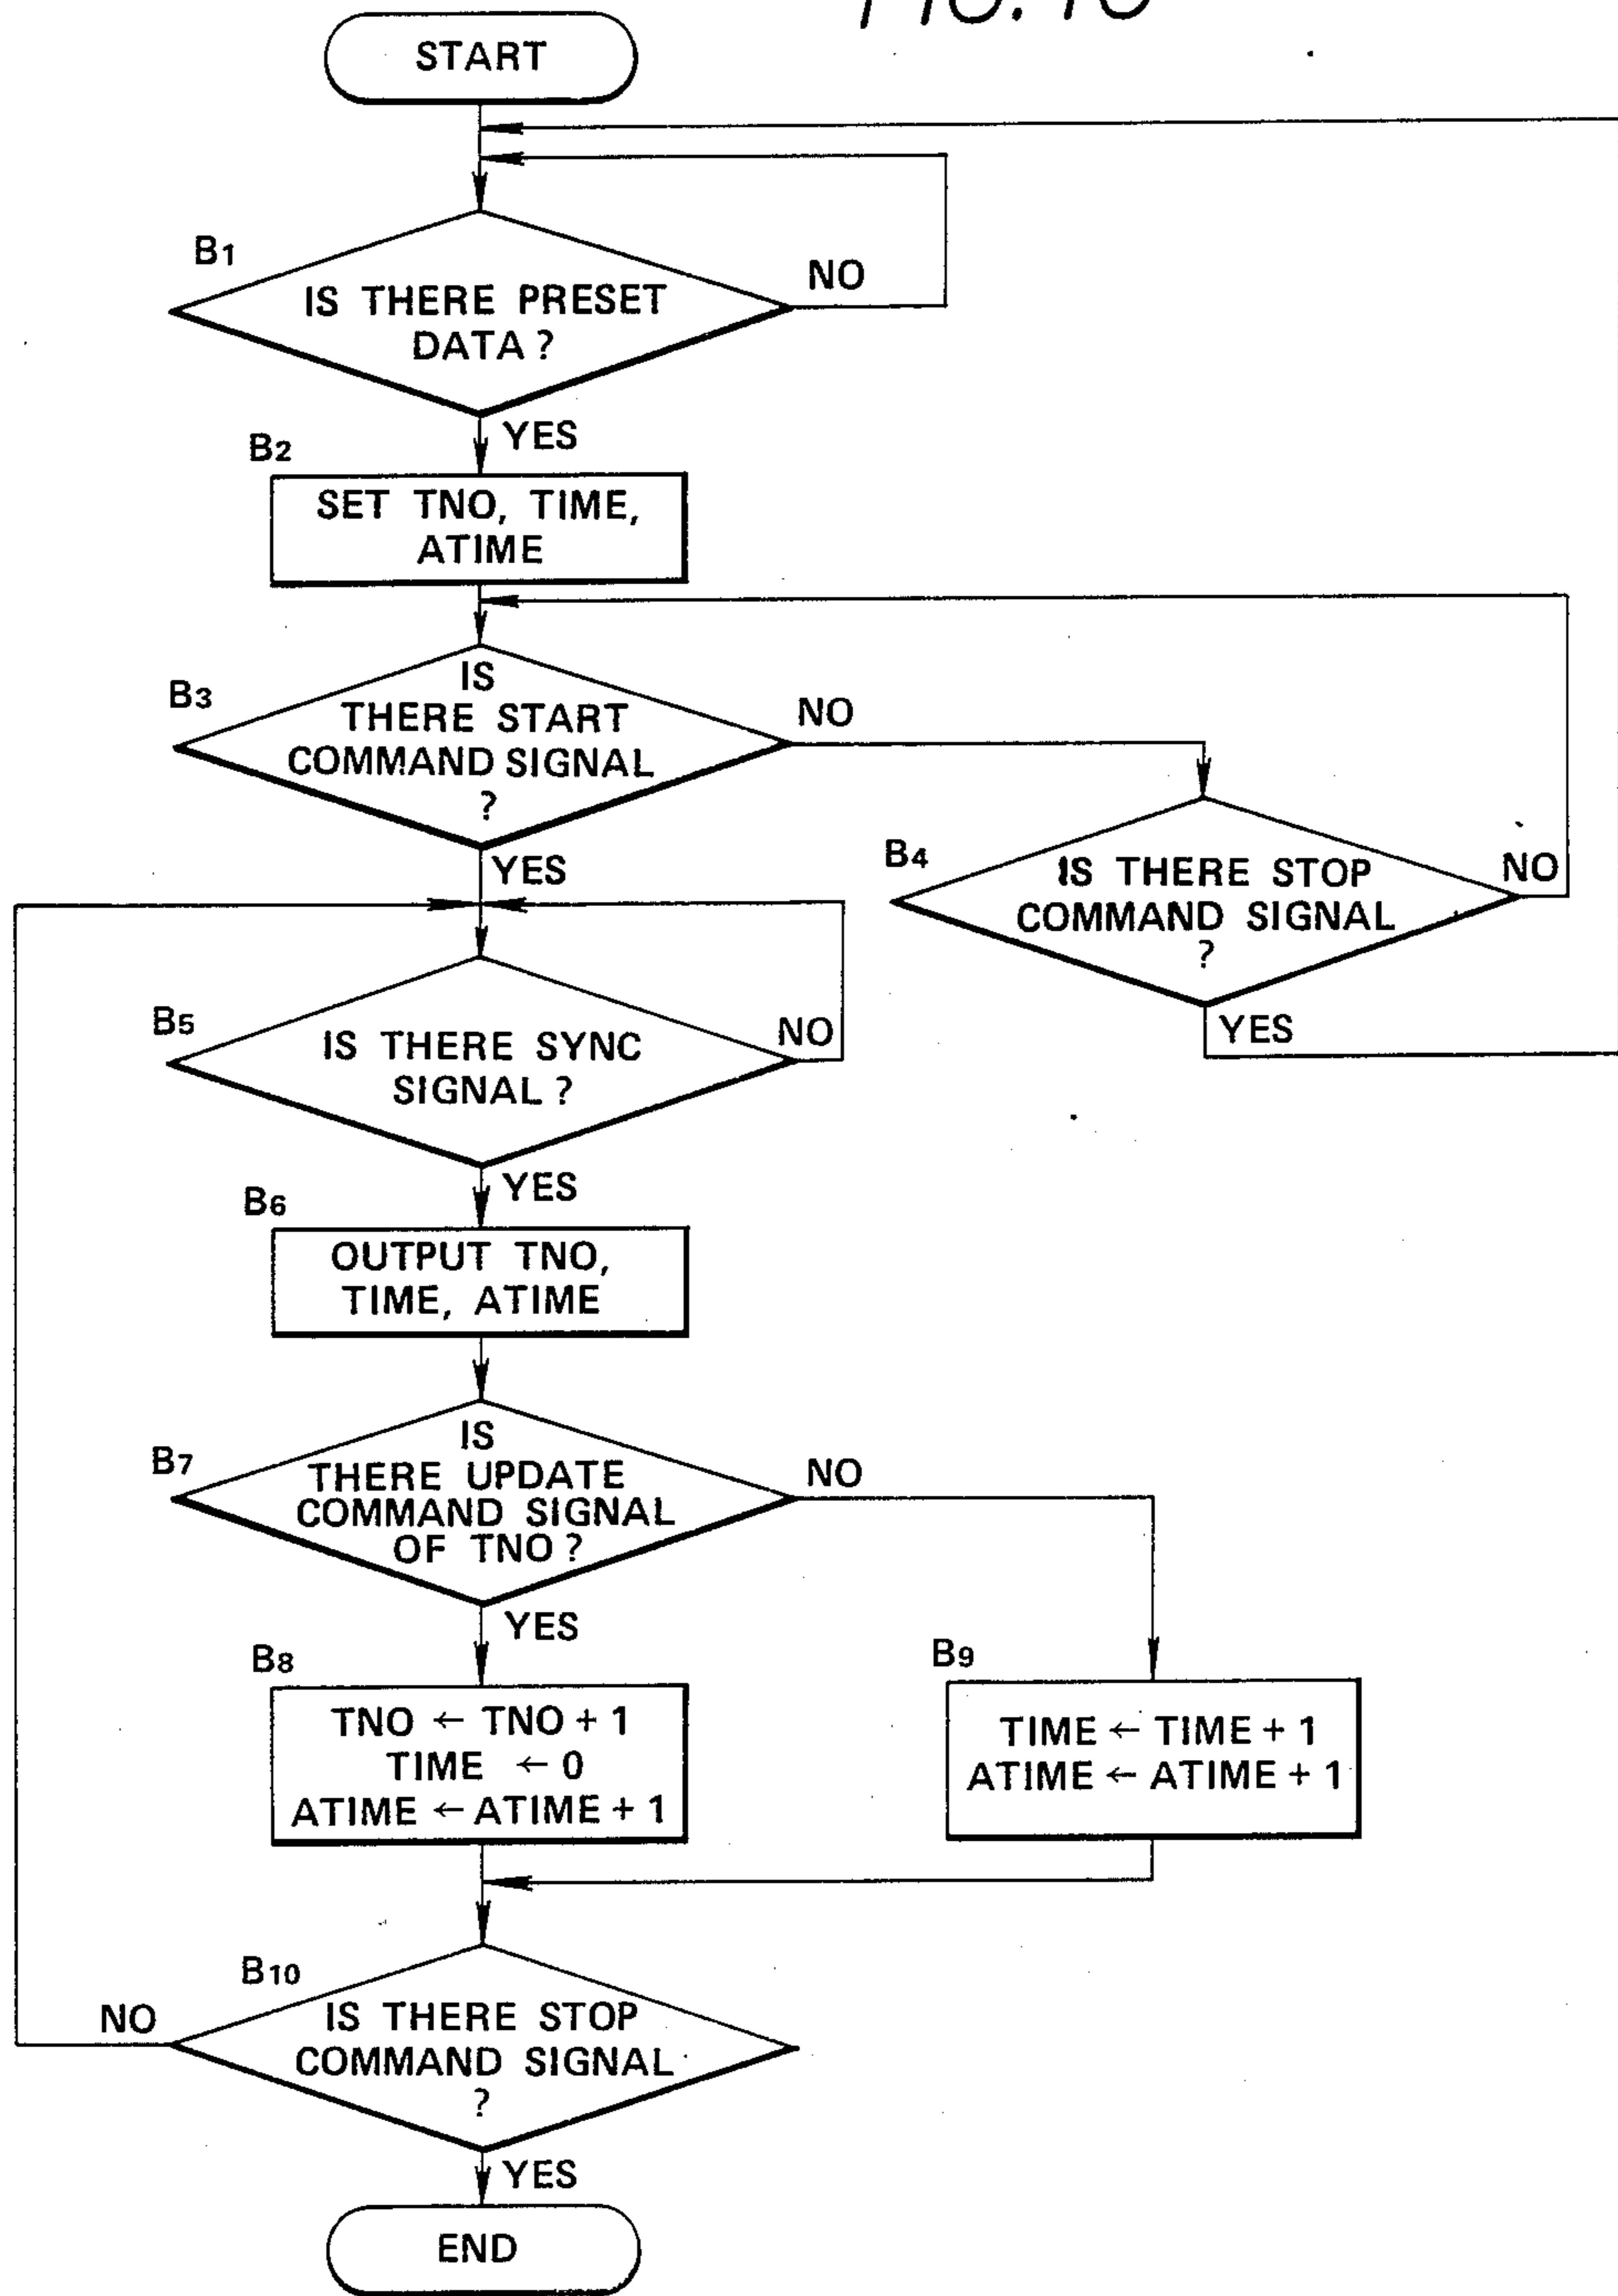 START
B1
IS THERE PRESET
DATA ?
NO
YES
B2
SET TNO, TIME,
ATIME
B3
IS
THERE START
COMMAND SIGNAL
?
NO
YES
B4
IS THERE STOP
COMMAND SIGNAL
?
NO
YES
B5
IS THERE SYNC
SIGNAL ?
NO
YES
B6
OUTPUT TNO,
TIME, ATIME
B7
IS
THERE UPDATE
COMMAND SIGNAL
OF TNO ?
NO
YES
B8
TNO ← TNO + 1
TIME ← 0
ATIME ← ATIME + 1
B9
TIME ← TIME + 1
ATIME ← ATIME + 1
B10
IS THERE STOP
COMMAND SIGNAL
?
NO
YES
END